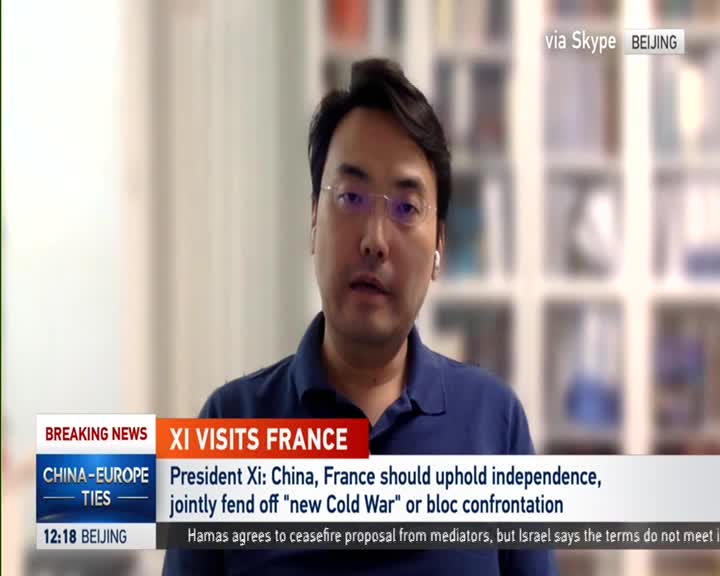 via Skype BEIJING
BREAKING NEWS
XI VISITS FRANCE
CHINA-EUROPE
TIES
President Xi: China, France should uphold independence,
jointly fend off "new Cold War" or bloc confrontation
12:18 BEIJING
Hamas agrees to ceasefire proposal from mediators, but Israel says the terms do not meet i